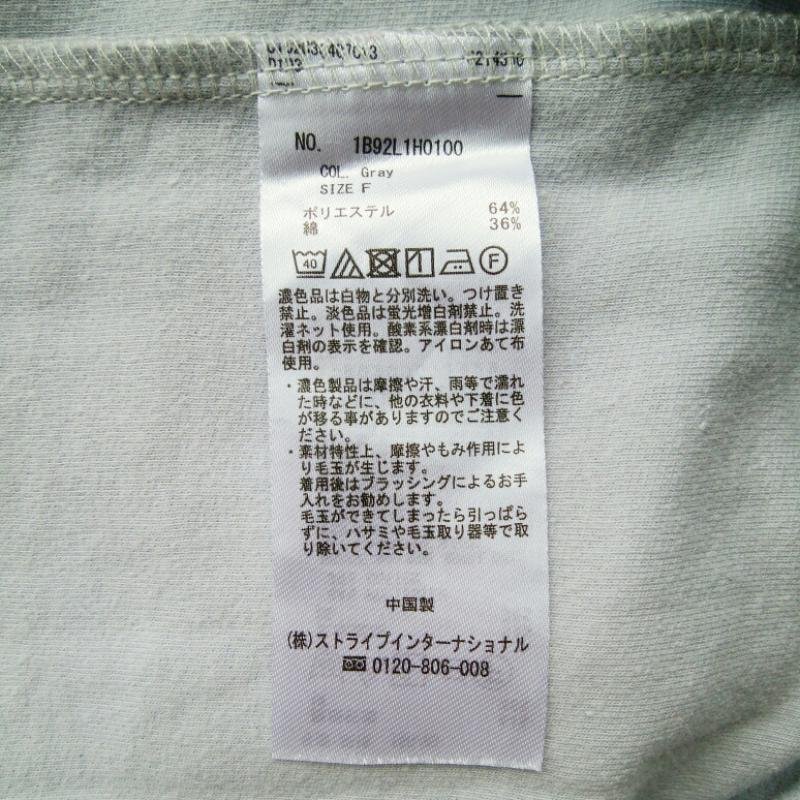 NO. 1B92L1H0100
COL. Gray
SIZE F
ポリエステル 64%
綿 36%
40
F
濃色品は白物と分別洗い。つけ置き
禁止。淡色品は蛍光増白剤禁止。洗
濯ネット使用。酸素系漂白剤時は漂
白剤の表示を確認。アイロンあて布
使用。
・濃色製品は摩擦や汗、雨等で濡れ
た時などに、他の衣料や下着に色
が移る事がありますのでご注意く
ださい。
・素材特性上、摩擦やもみ作用によ
り毛玉が生じます。
着用後はブラッシングによるお手
入れをお勧めします。
毛玉ができてしまったら引っぱら
ずに、ハサミや毛玉取り器等で取
り除いてください。
中国製
(株)ストライプインターナショナル
0120-806-008